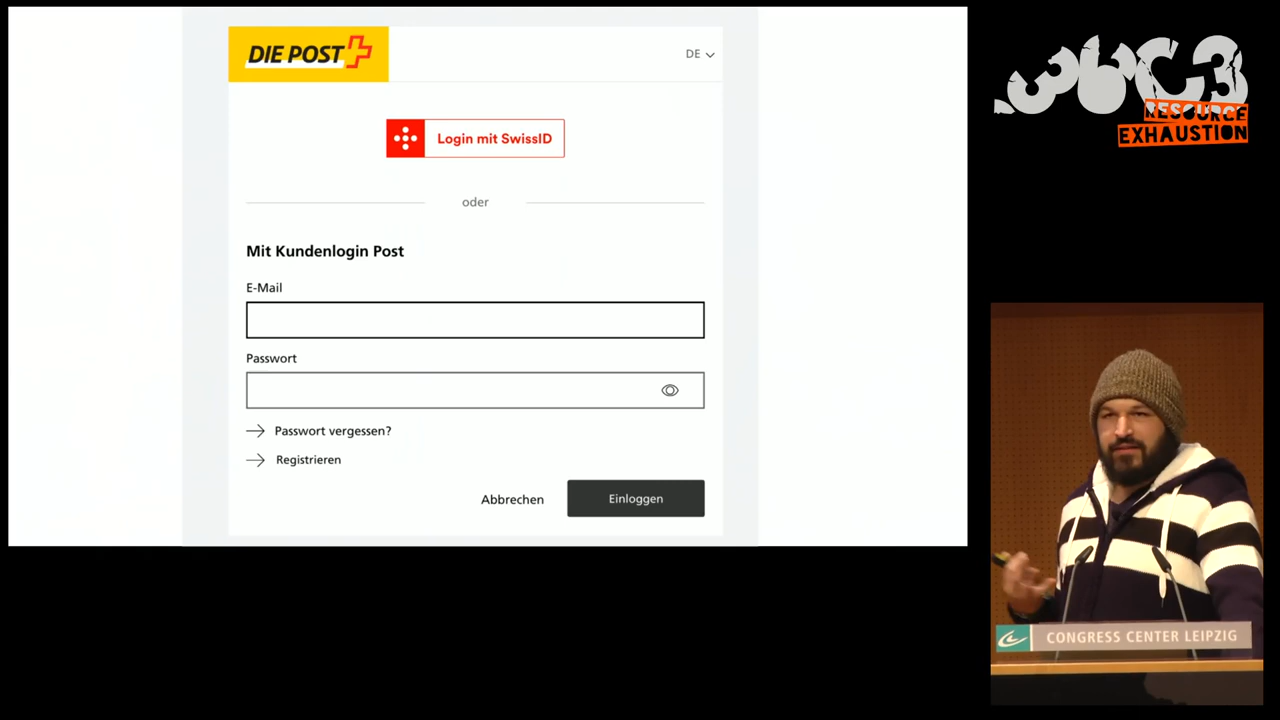 DIE POST
DE
Login mit SwissID
oder
Mit Kundenlogin Post
E-Mail
Passwort
Passwort vergessen?
Registrieren
Abbrechen
Einloggen
36C3
RESOURCE
EXHAUSTION
CONGRESS CENTER LEIPZIG